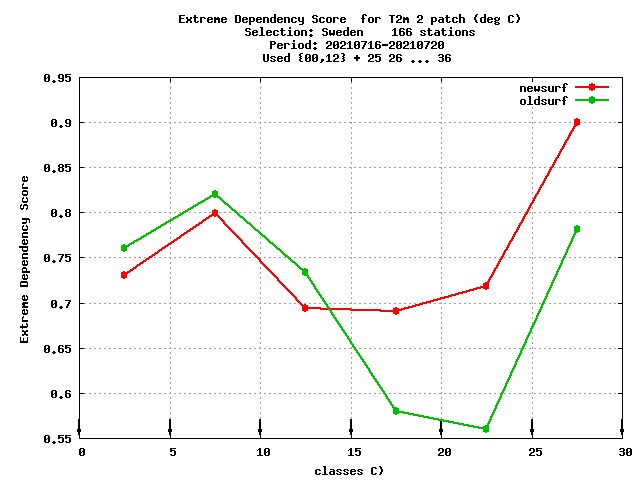 Extreme Dependency Score  for T2m 2 patch (deg C)
Selection: Sweden    166 stations
Period: 20210716-20210720
Used {00,12} + 25 26 ... 36
newsurf
oldsurf
0.95
0.9
0.85
0.8
0.75
0.7
0.65
0.6
0.55
Extreme Dependency Score
0 5 10 15 20 25 30
classes C)